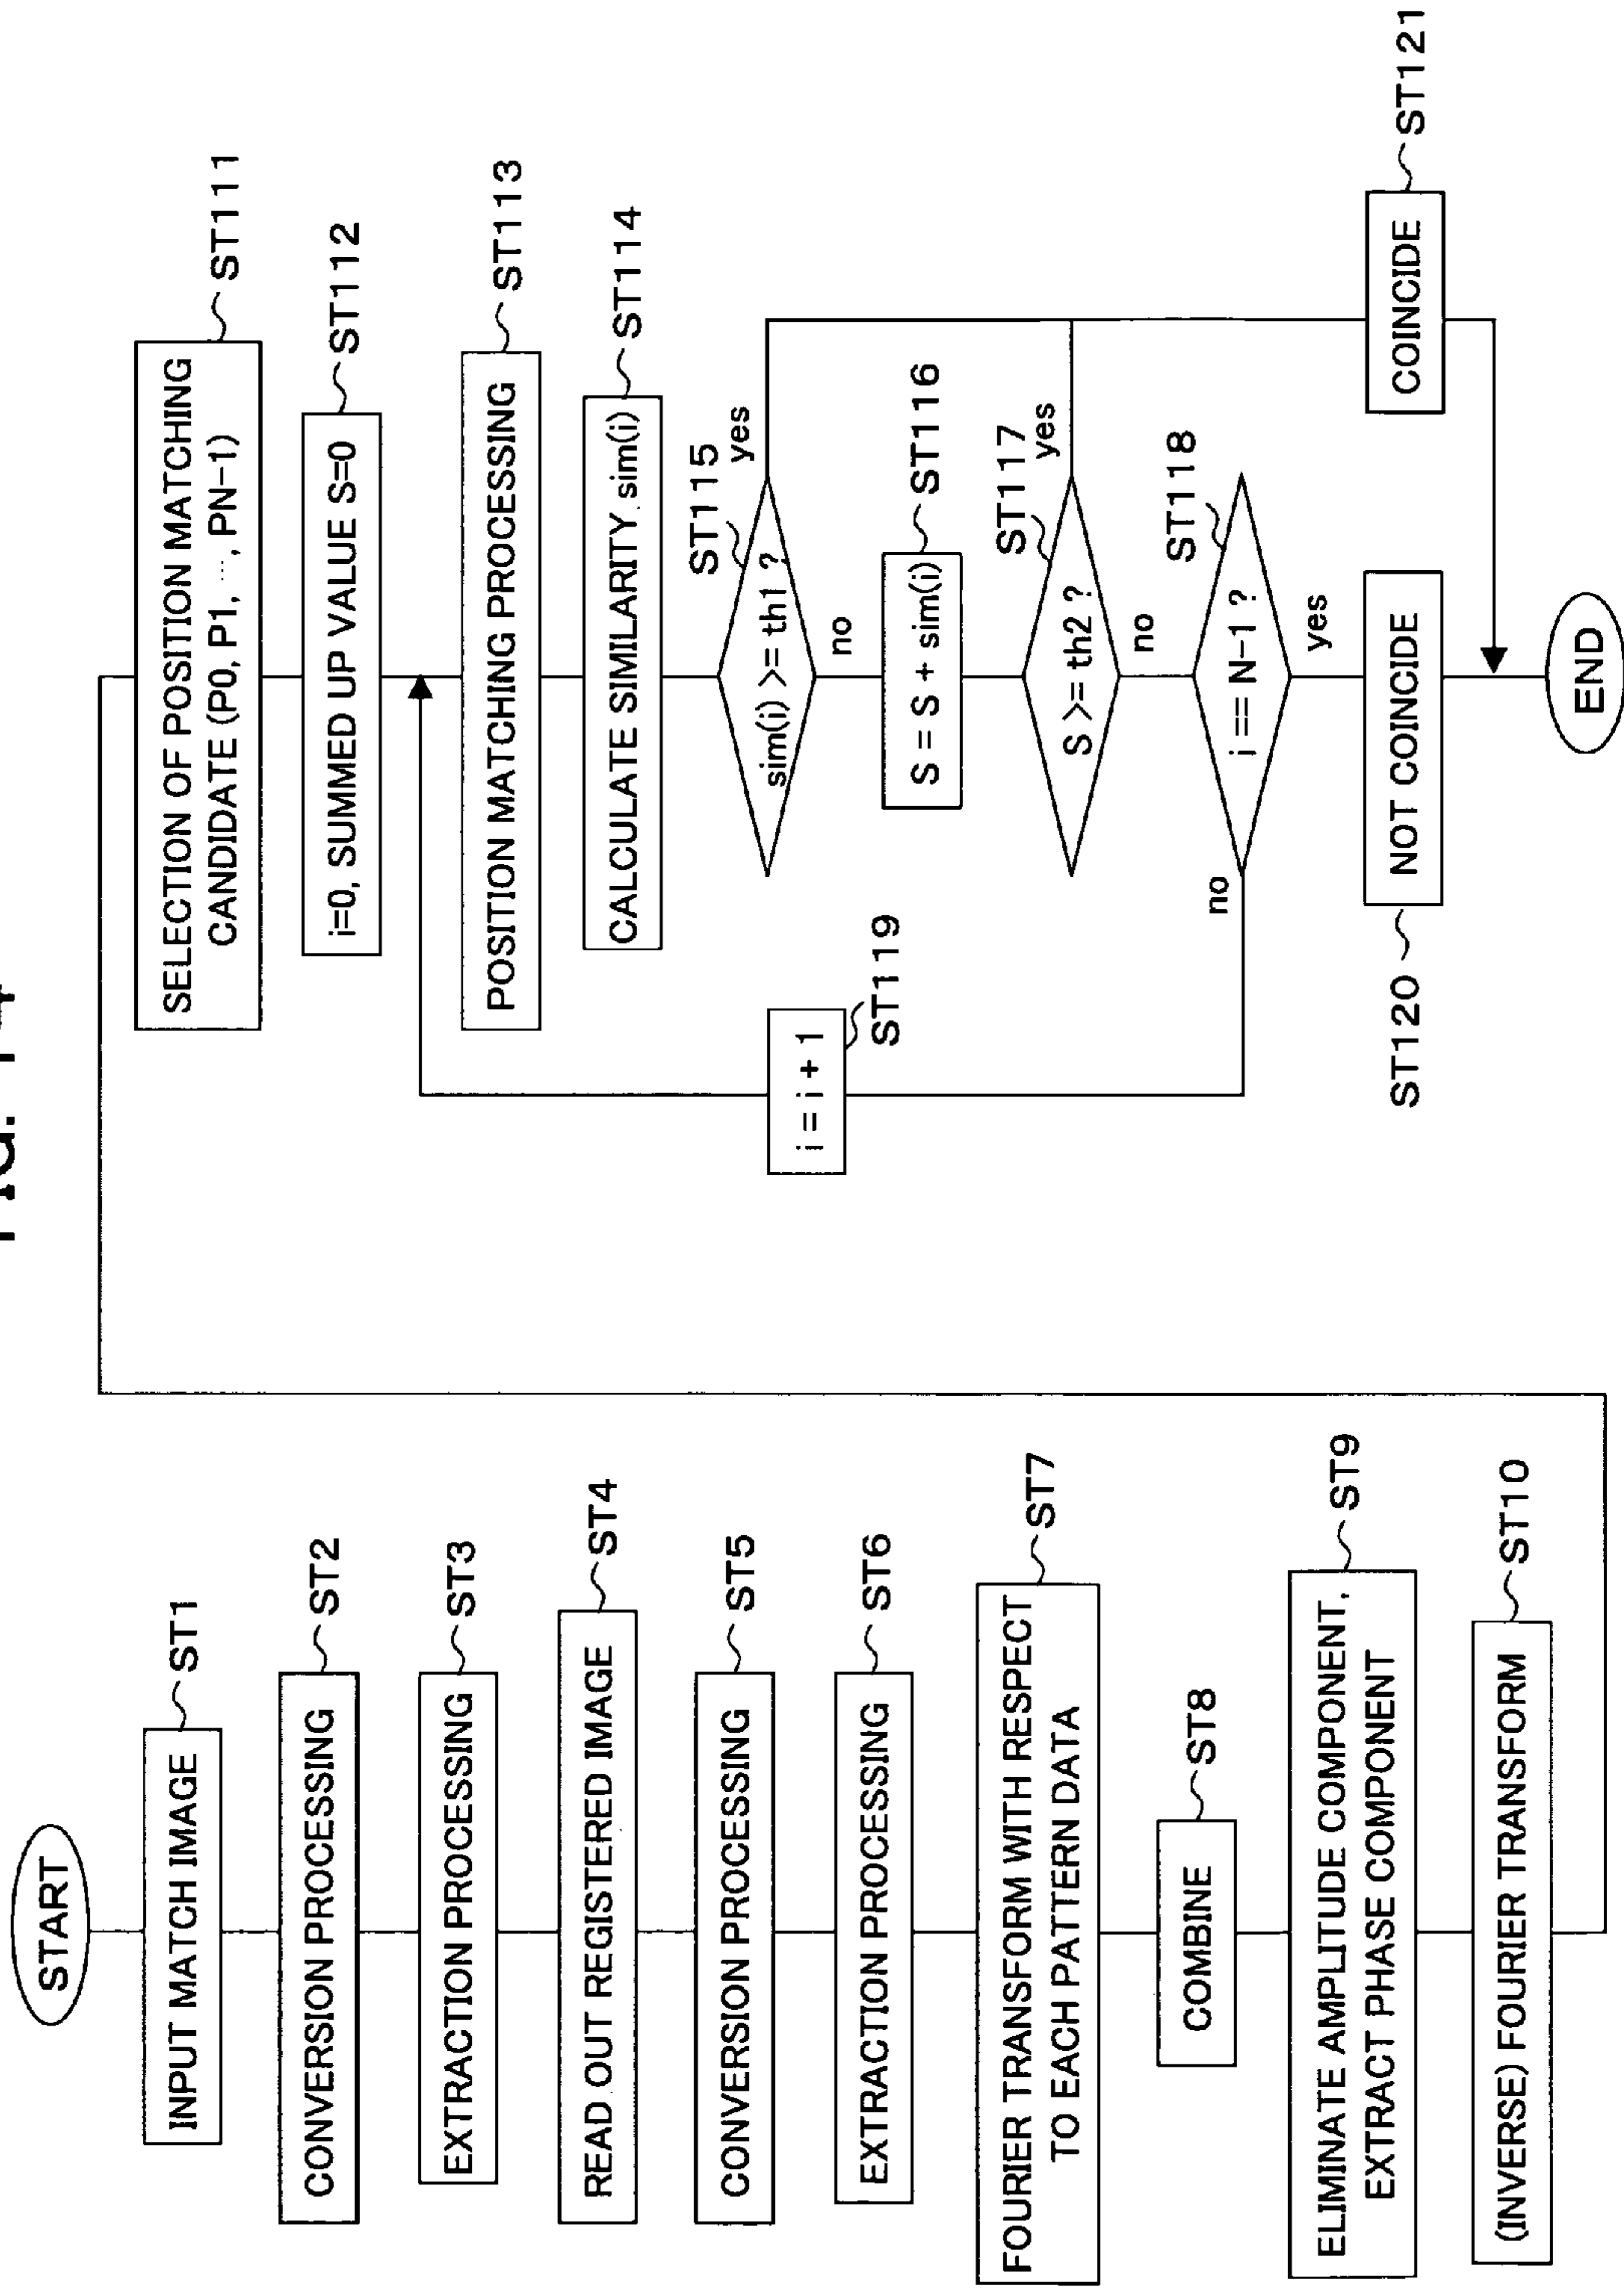 START
INPUT MATCH IMAGE
ST1
CONVERSION PROCESSING
ST2
EXTRACTION PROCESSING
ST3
READ OUT REGISTERED IMAGE
ST4
CONVERSION PROCESSING
ST5
EXTRACTION PROCESSING
ST6
FOURIER TRANSFORM WITH RESPECT
TO EACH PATTERN DATA
ST7
COMBINE
ST8
ELIMINATE AMPLITUDE COMPONENT,
EXTRACT PHASE COMPONENT
ST9
(INVERSE) FOURIER TRANSFORM
ST10
SELECTION OF POSITION MATCHING
CANDIDATE (P0, P1, ..., PN-1)
ST111
i=0, SUMMED UP VALUE S=0
ST112
POSITION MATCHING PROCESSING
ST113
CALCULATE SIMILARITY sim(i)
ST114
sim(i) >= th1 ?
ST115
yes
no
S = S + sim(i)
ST116
S >= th2 ?
ST117
yes
no
i == N-1 ?
ST118
no
yes
i = i + 1
ST119
NOT COINCIDE
ST120
COINCIDE
ST121
END